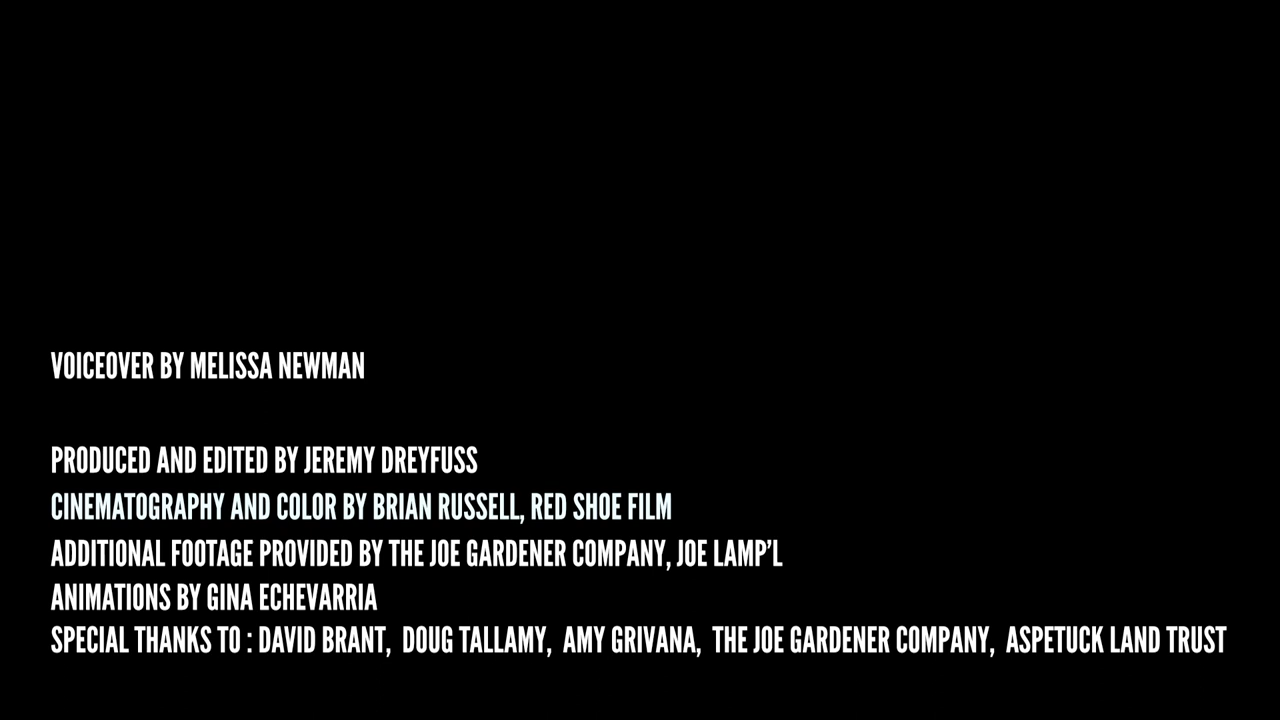 VOICEOVER BY MELISSA NEWMAN
PRODUCED AND EDITED BY JEREMY DREYFUSS
CINEMATOGRAPHY AND COLOR BY BRIAN RUSSELL, RED SHOE FILM
ADDITIONAL FOOTAGE PROVIDED BY THE JOE GARDENER COMPANY, JOE LAMP'L
ANIMATIONS BY GINA ECHEVARRIA
SPECIAL THANKS TO : DAVID BRANT, DOUG TALLAMY, AMY GRIVANA, THE JOE GARDENER COMPANY, ASPETUCK LAND TRUST